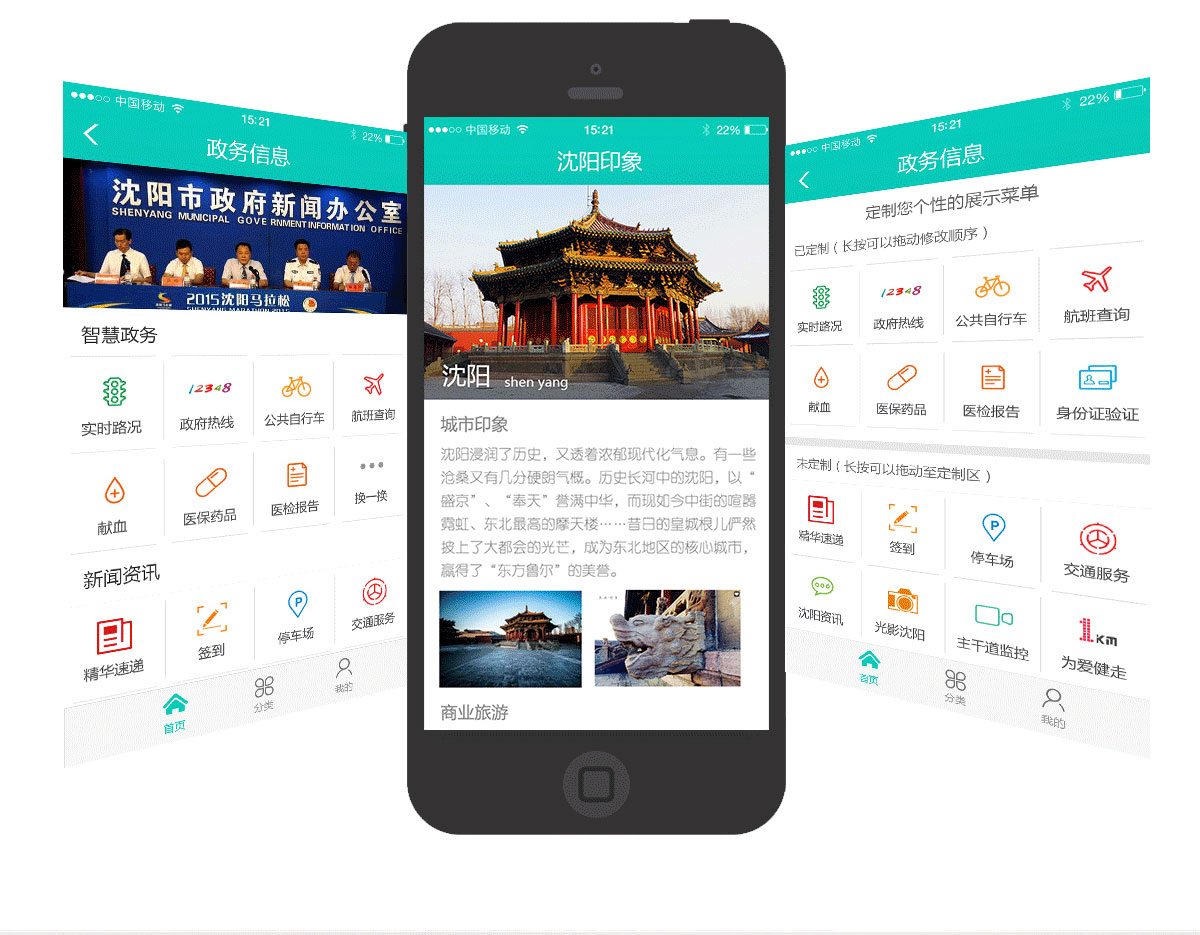 中国移动
15:21
22%
政务信息
沈阳市政府新闻办公室
SHENYANG MUNICIPAL GOVERNMENT INFORMATION OFFICE
2015沈阳马拉松
SHENYANG MARATHON 2015
智慧政务
实时路况
12348
政府热线
公共自行车
航班查询
献血
医保药品
医检报告
换一换
新闻资讯
精华速递
签到
P
停车场
交通服务
首页
分类
我的
中国移动
15:21
22%
沈阳印象
沈阳 shen yang
城市印象
沈阳浸润了历史，又透着浓郁现代化气息。有一些
沧桑又有几分硬朗气概。历史长河中的沈阳，以“
盛京”、“奉天”誉满中华，而现如今中街的喧嚣
霓虹、东北最高的摩天楼……昔日的皇城根儿俨然
披上了大都会的光芒，成为东北地区的核心城市，
赢得了“东方鲁尔”的美誉。
商业旅游
中国移动
15:21
22%
政务信息
定制您个性的展示菜单
已定制（长按可以拖动修改顺序）
实时路况
12348
政府热线
公共自行车
航班查询
献血
医保药品
医检报告
身份证验证
未定制（长按可以拖动至定制区）
精华速递
签到
P
停车场
交通服务
沈阳资讯
光影沈阳
主干道监控
1km
为爱健走
首页
分类
我的